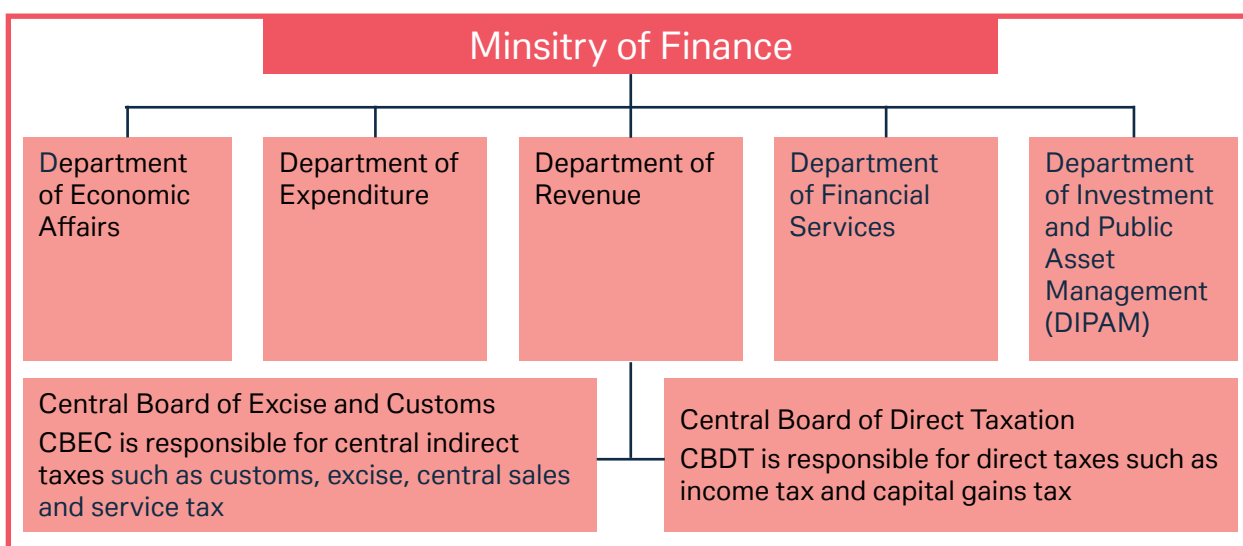 Minsitry of Finance
Department
of Economic
Affairs
Department of
Expenditure
Department of
Revenue
Department
of Financial
Services
Department
of Investment
and Public
Asset
Management
(DIPAM)
Central Board of Excise and Customs
CBEC is responsible for central indirect
taxes such as customs, excise, central sales
and service tax
Central Board of Direct Taxation
CBDT is responsible for direct taxes such as
income tax and capital gains tax